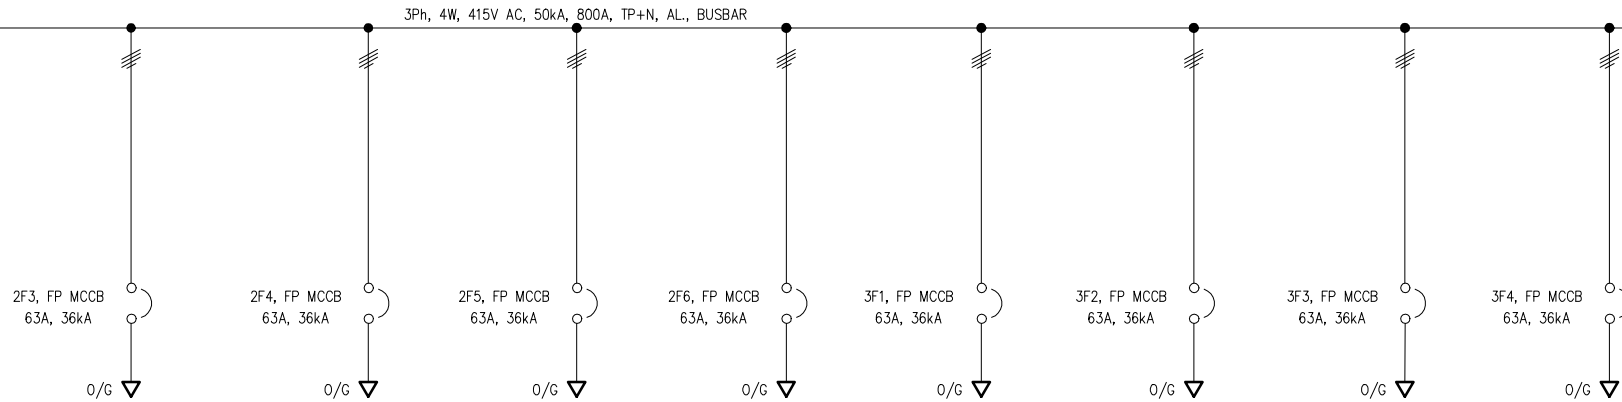 3Ph, 4W, 415V AC, 50kA, 800A, TP+N, AL., BUSBAR
2F3, FP MCCB
63A, 36kA
2F4, FP MCCB
63A, 36kA
2F5, FP MCCB
63A, 36kA
2F6, FP MCCB
63A, 36kA
3F1, FP MCCB
63A, 36kA
3F2, FP MCCB
63A, 36kA
3F3, FP MCCB
63A, 36kA
3F4, FP MCCB
63A, 36kA
O/G
O/G
O/G
O/G
O/G
O/G
O/G
O/G